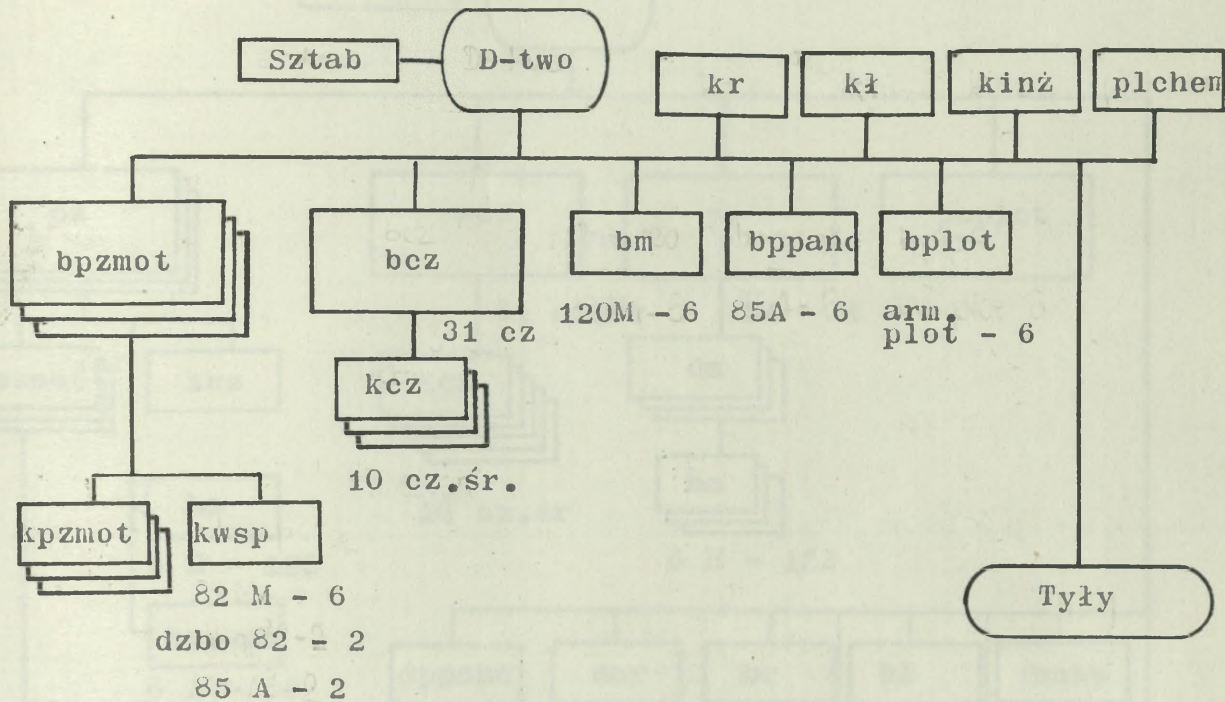 Sztab
D-two
kr
kł
kinż
plchem
bpzmot
bcz
bm
bppanc
bplot
31 cz
120M - 6
85A - 6
arm.
plot - 6
kcz
10 cz.śr.
kpzmot
kwsp
82 M - 6
dzbo 82 - 2
85 A - 2
Tyły